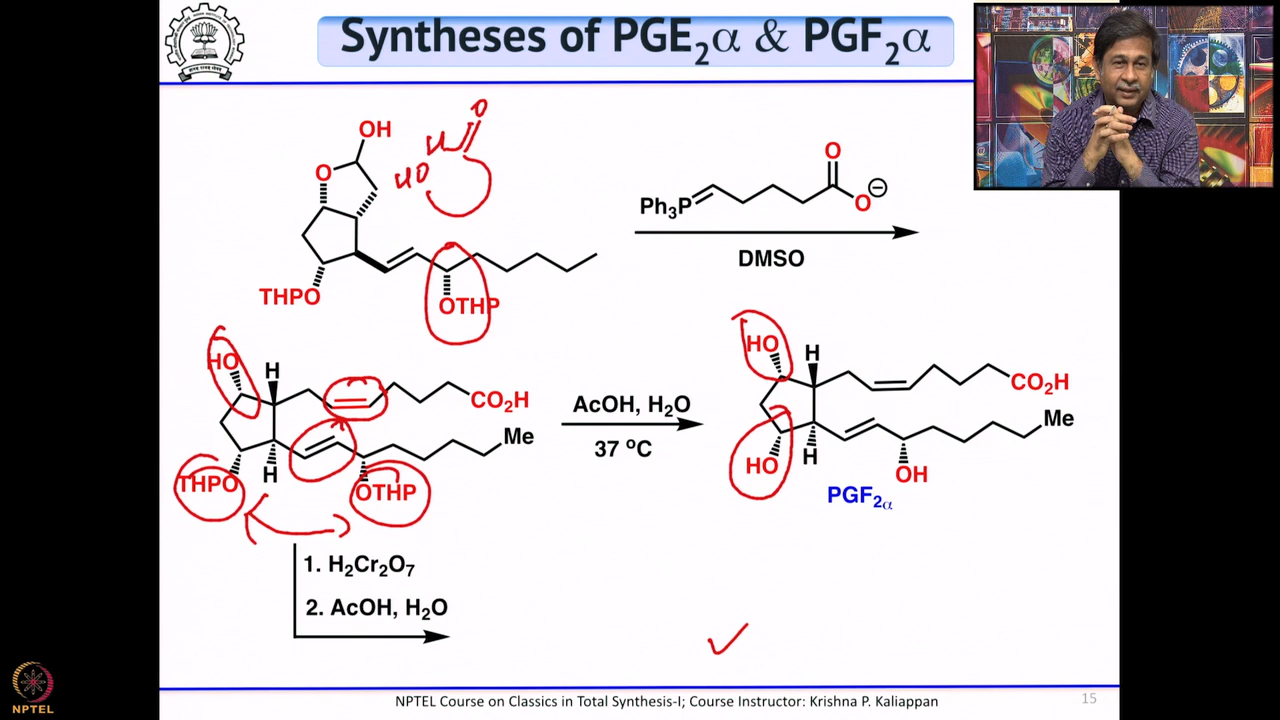 Syntheses of PGE₂α & PGF₂α
OH
O
THPO
OTHP
O
HO
H
O
Ph₃P
O
O⊖
DMSO
HO
H
CO₂H
Me
THPO
H
OTHP
AcOH, H₂O
37 ºC
HO
H
CO₂H
Me
HO
H
OH
PGF₂α
1. H₂Cr₂O₇
2. AcOH, H₂O
NPTEL
NPTEL Course on Classics in Total Synthesis-I; Course Instructor: Krishna P. Kaliappan
15